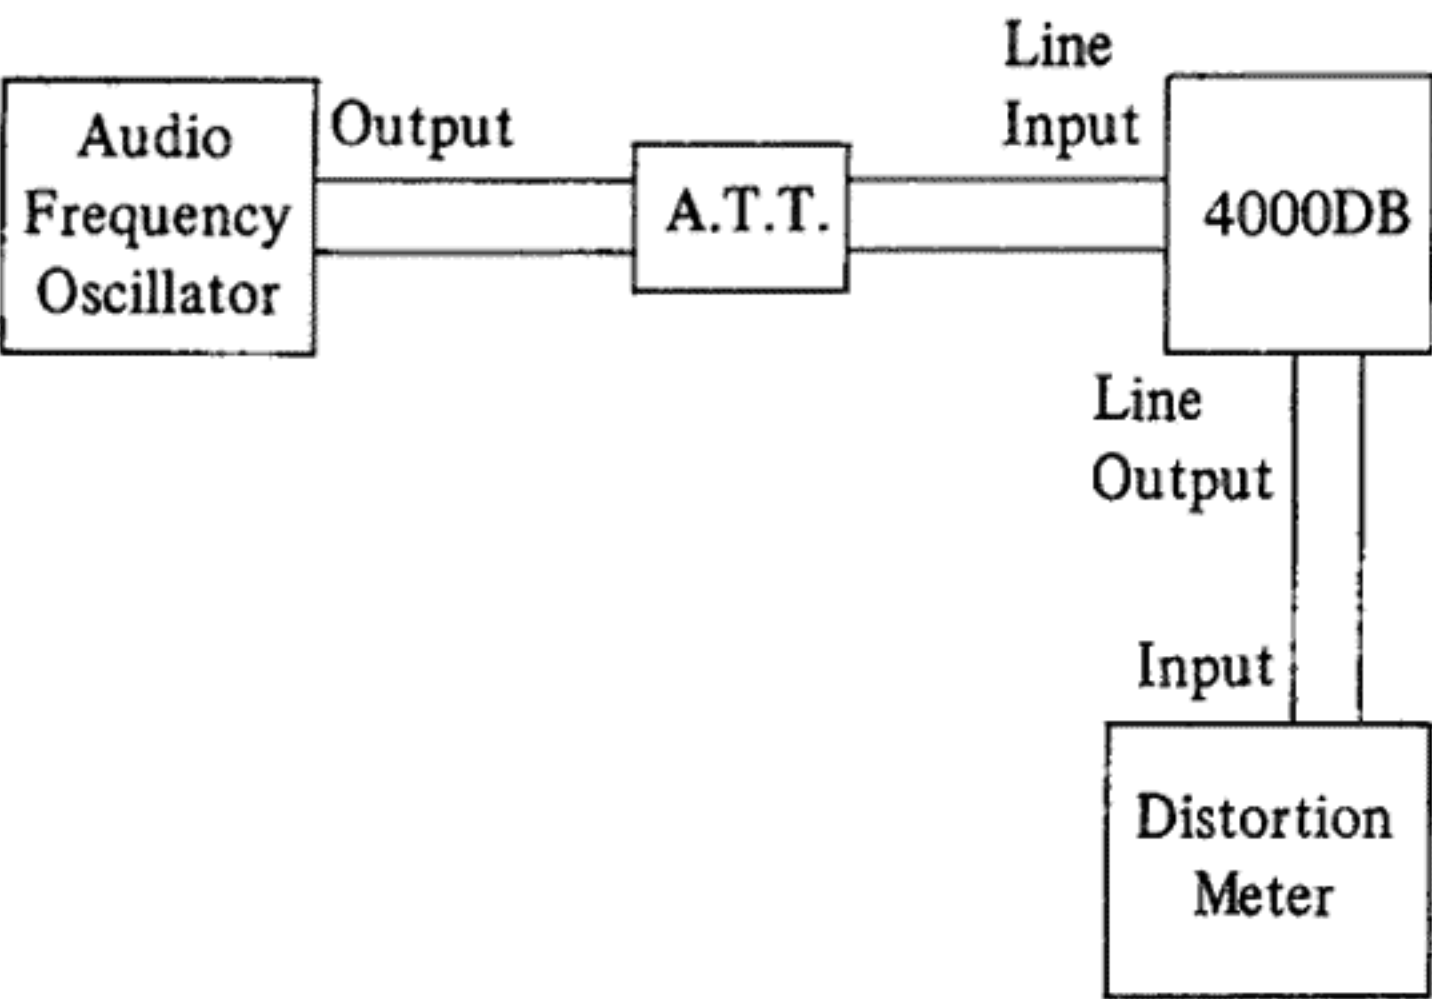 Audio
Frequency
Oscillator
Output
A.T.T.
Line
Input
4000DB
Line
Output
Input
Distortion
Meter